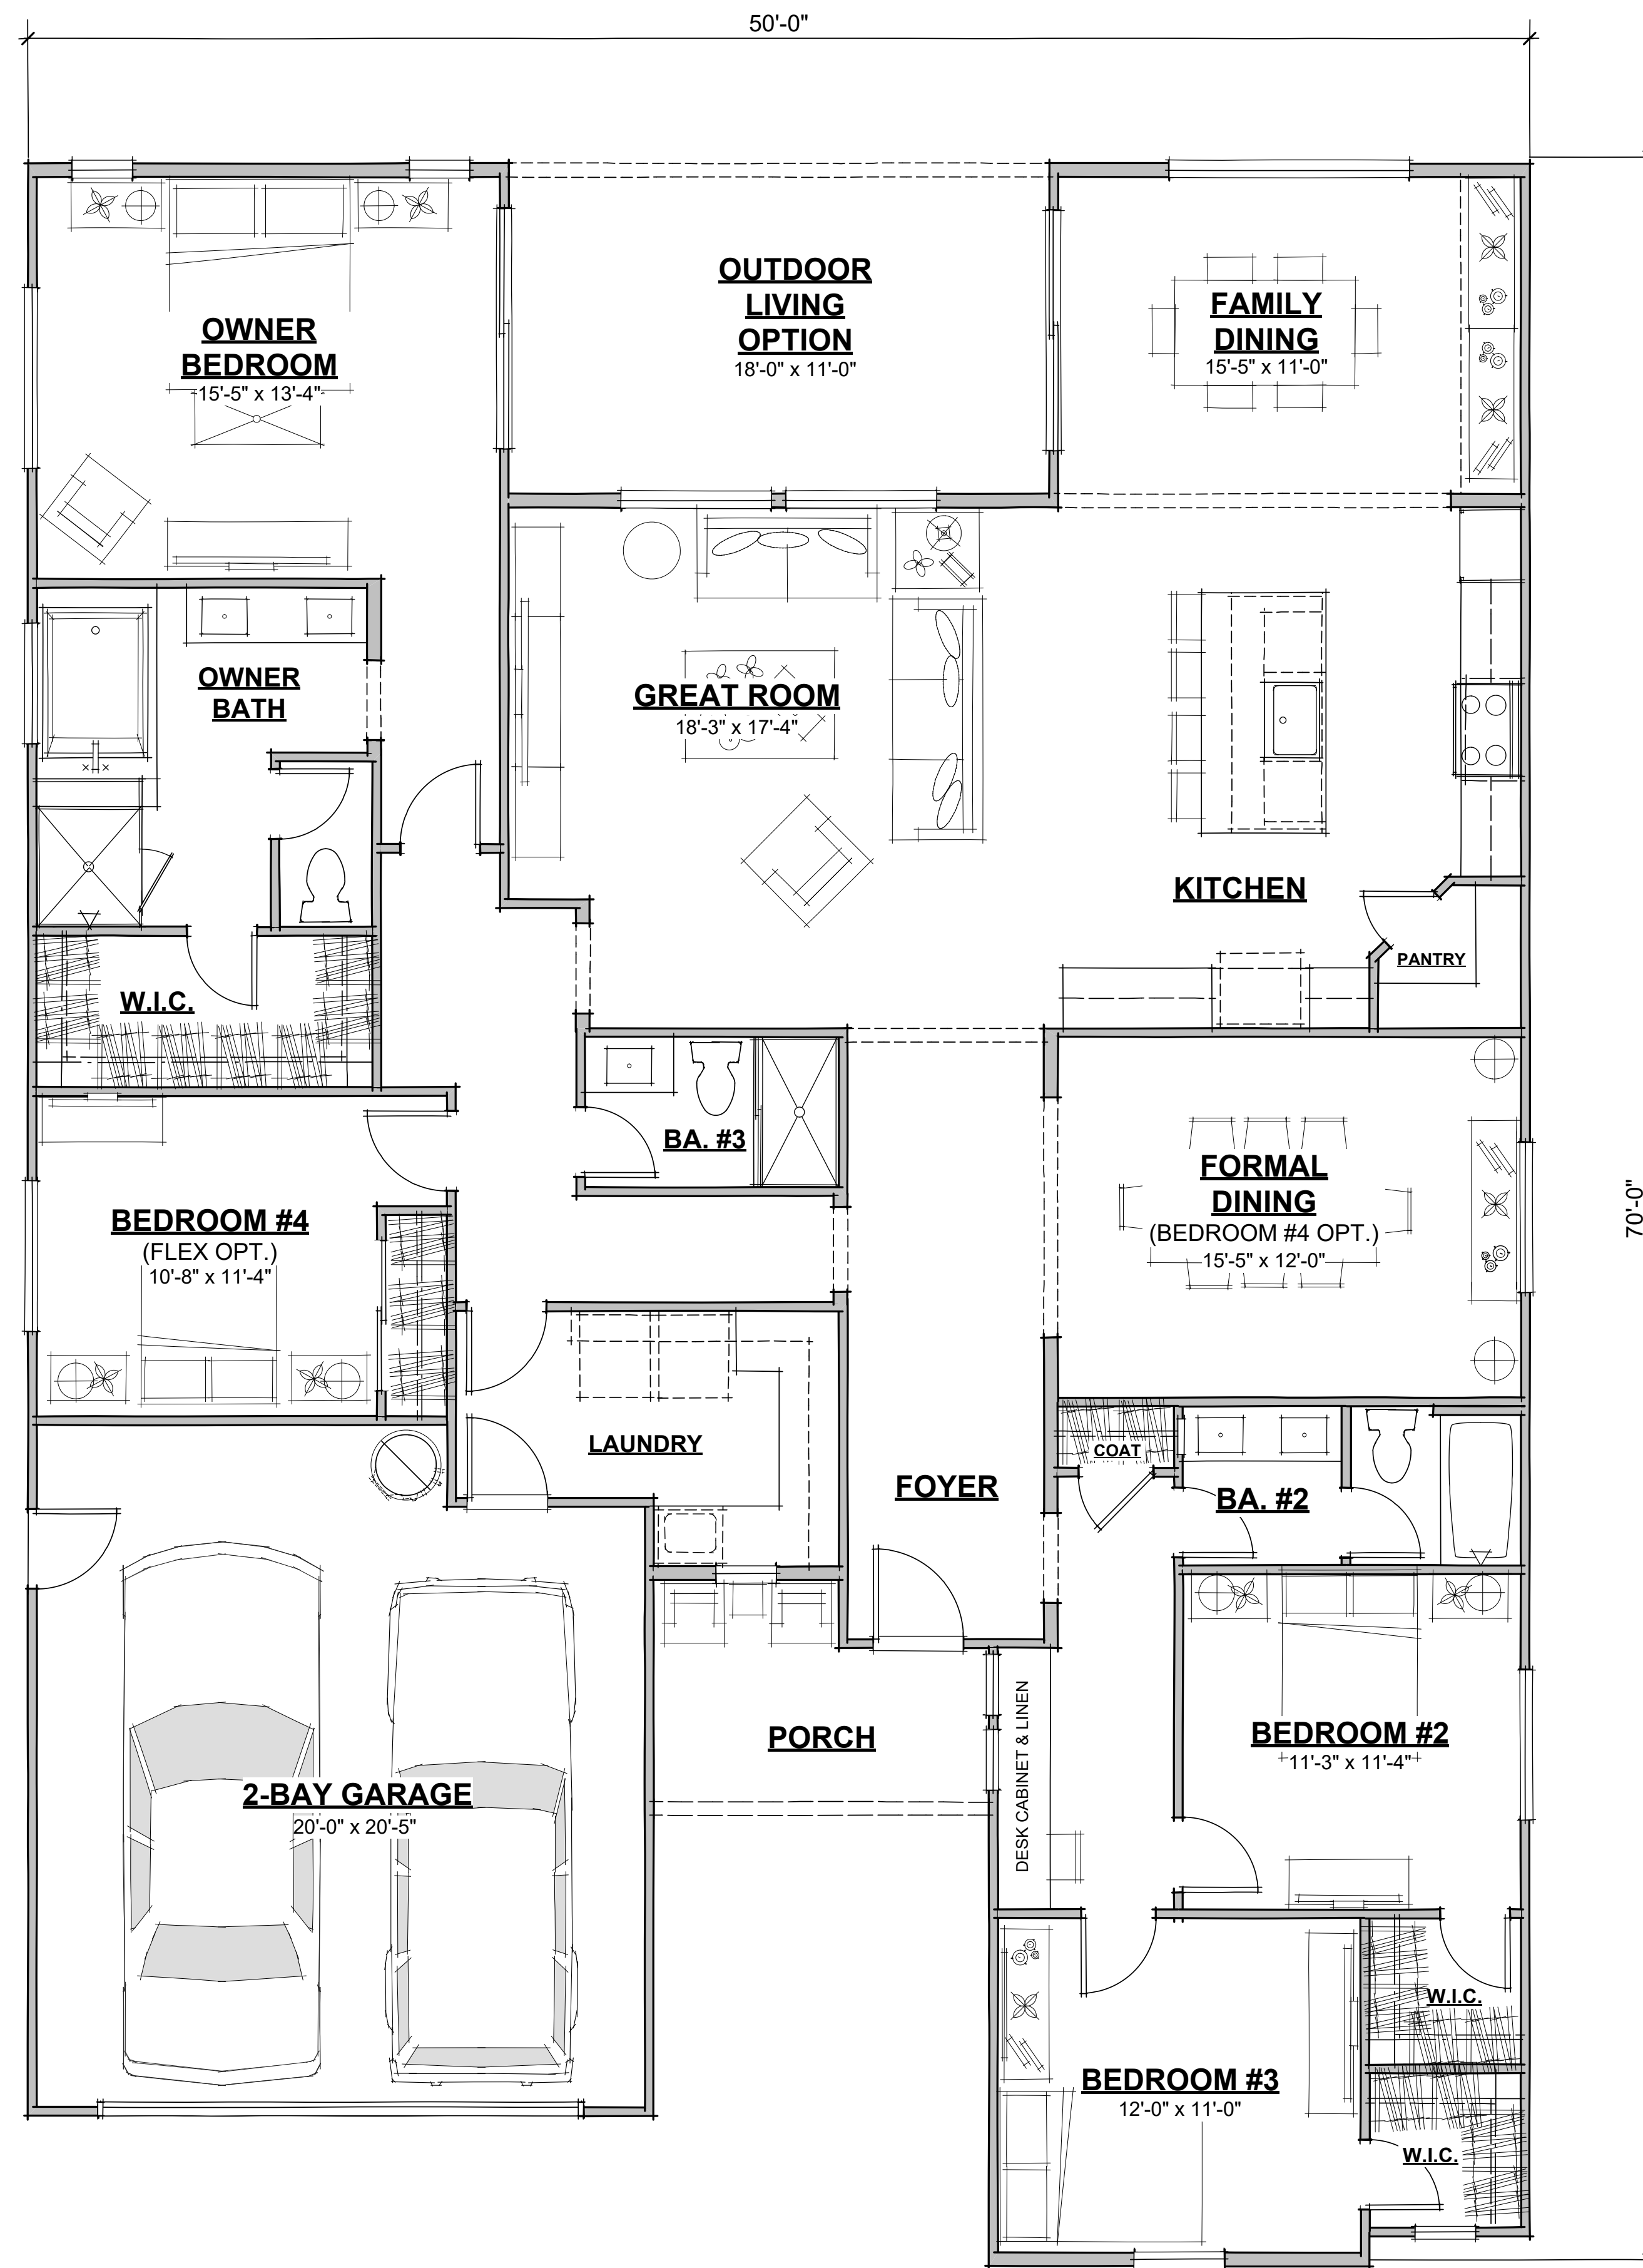 50'-0"
OUTDOOR
LIVING
OPTION
18'-0" x 11'-0"
FAMILY
DINING
15'-5" x 11'-0"
OWNER
BEDROOM
15'-5" x 13'-4"
OWNER
BATH
GREAT ROOM
18'-3" x 17'-4"
KITCHEN
PANTRY
W.I.C.
BA. #3
FORMAL
DINING
(BEDROOM #4 OPT.)
15'-5" x 12'-0"
70'-0"
BEDROOM #4
(FLEX OPT.)
10'-8" x 11'-4"
LAUNDRY
FOYER
COAT
BA. #2
PORCH
DESK CABINET & LINEN
BEDROOM #2
11'-3" x 11'-4"
2-BAY GARAGE
20'-0" x 20'-5"
W.I.C.
BEDROOM #3
12'-0" x 11'-0"
W.I.C.